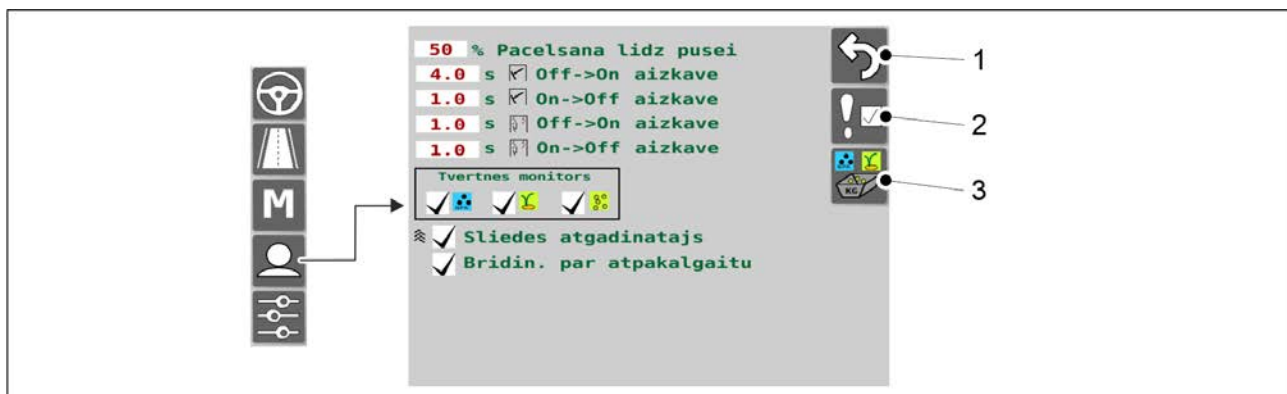 50 % Pacelsana lidz pusei
4.0 s Off->On aizkave
1.0 s On->Off aizkave
1.0 s Off->On aizkave
1.0 s On->Off aizkave
Tvertnes monitors
Sliedes atgadinatajs
Bridin. par atpakalgaitu
M
KG
1
2
3